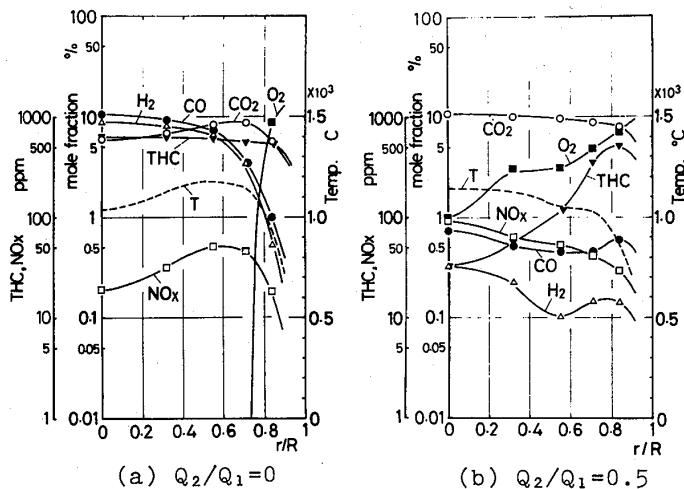 100
50
%
mole fraction
10
5
1
0.5
0.1
0.05
0.01
1000
500
ppm
100
50
THC, NOx
10
5
1
H2
CO
CO2
O2
THC
T
NOx
×10³
1.5
Temp. C
1.0
0.5
0
0 0.2 0.4 0.6 0.8 1
r/R
(a) Q2/Q1=0
100
50
%
mole fraction
10
5
1
0.5
0.1
0.05
0.01
1000
500
ppm
100
50
THC, NOx
10
5
1
CO2
O2
T
THC
NOx
CO
H2
×10³
1.5
Temp. °C
1.0
0.5
0
0 0.2 0.4 0.6 0.8 1
r/R
(b) Q2/Q1=0.5